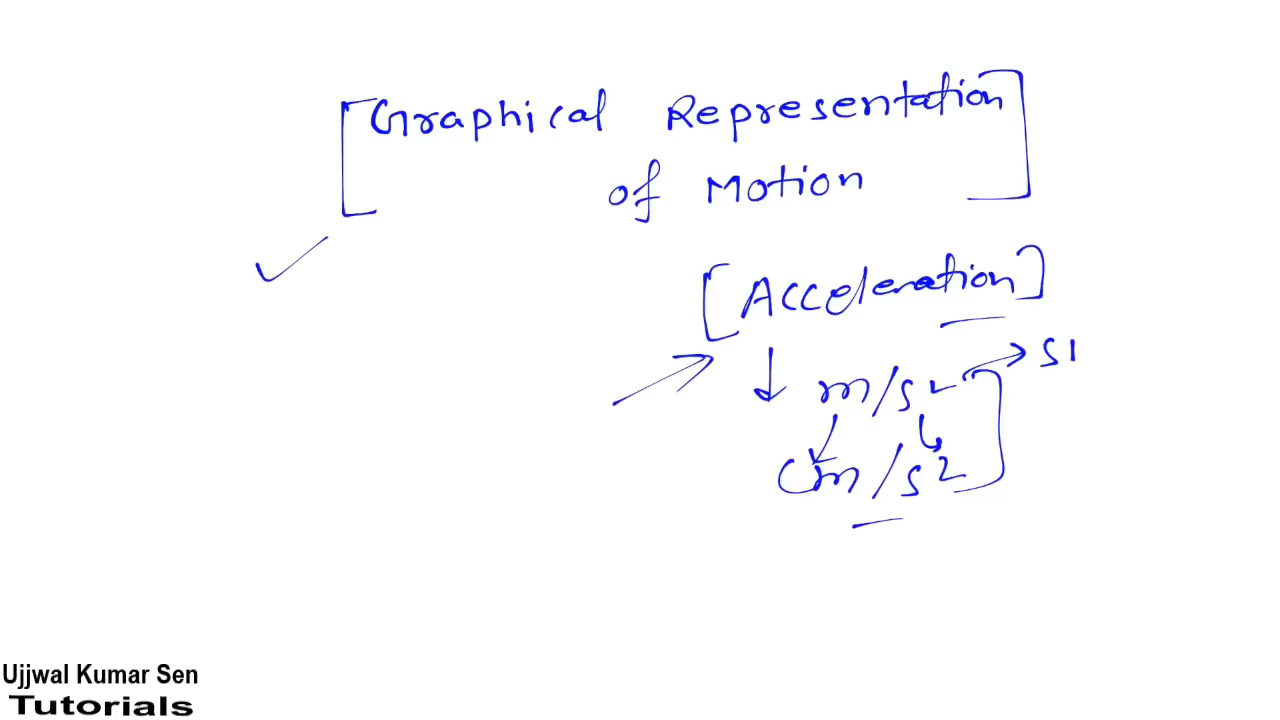 [Graphical Representation
of Motion]
[Acceleration]
m/s2 → SI
cm/s2
Ujjwal Kumar Sen
Tutorials